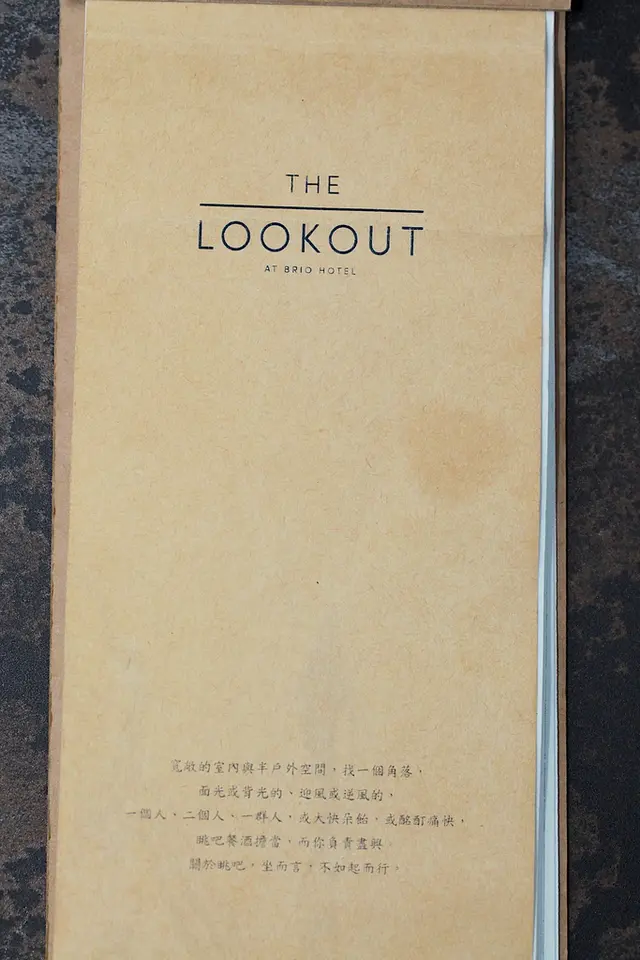 THE
LOOKOUT
AT BRIO HOTEL
寬敞的室內與半戶外空間，找一個角落，
面光或背光的、迎風或逆風的，
一個人、二個人、一群人，或大快朵飴，或酩酊痛快，
眺吧餐酒擔當，而你負責盡興
關於眺吧，坐而言，不如起而行。